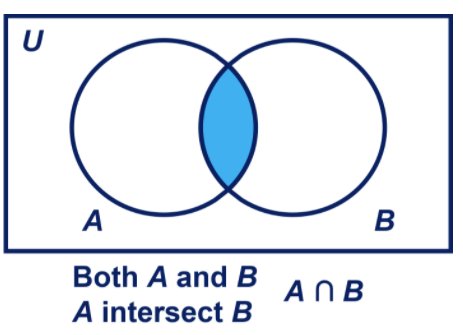 U
A
B
Both A and B
A intersect B
A ∩ B